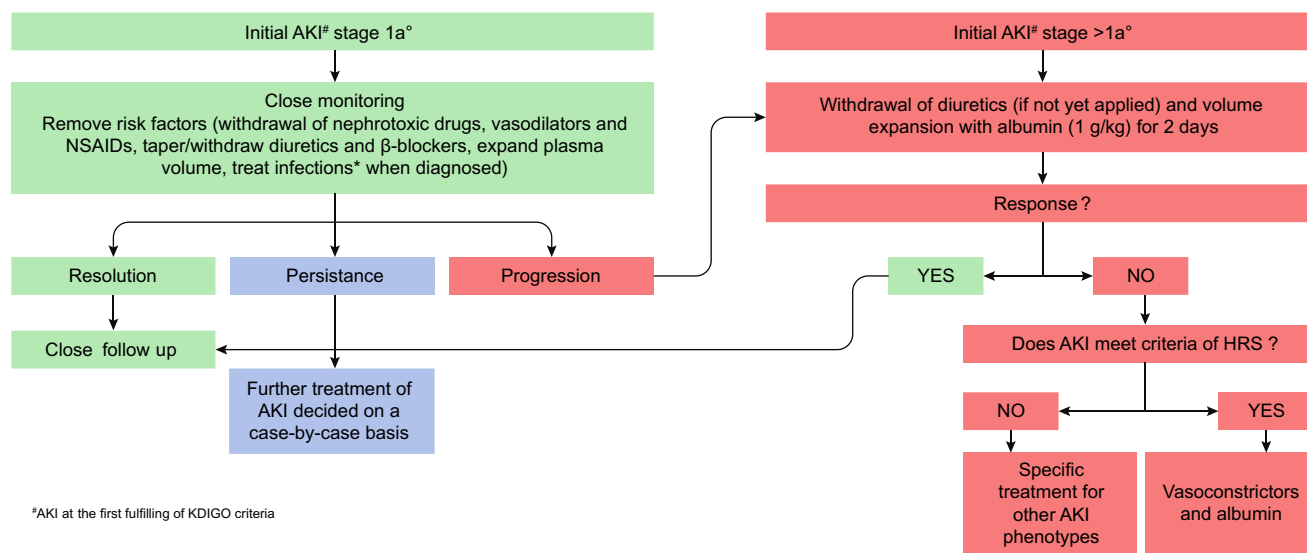 Initial AKI# stage 1a°
Close monitoring
Remove risk factors (withdrawal of nephrotoxic drugs, vasodilators and
NSAIDs, taper/withdraw diuretics and β-blockers, expand plasma
volume, treat infections* when diagnosed)
Resolution
Persistance
Progression
Close follow up
Further treatment of
AKI decided on a
case-by-case basis
Initial AKI# stage >1a°
Withdrawal of diuretics (if not yet applied) and volume
expansion with albumin (1 g/kg) for 2 days
Response ?
YES
NO
Does AKI meet criteria of HRS ?
NO
YES
Specific
treatment for
other AKI
phenotypes
Vasoconstrictors
and albumin
#AKI at the first fulfilling of KDIGO criteria